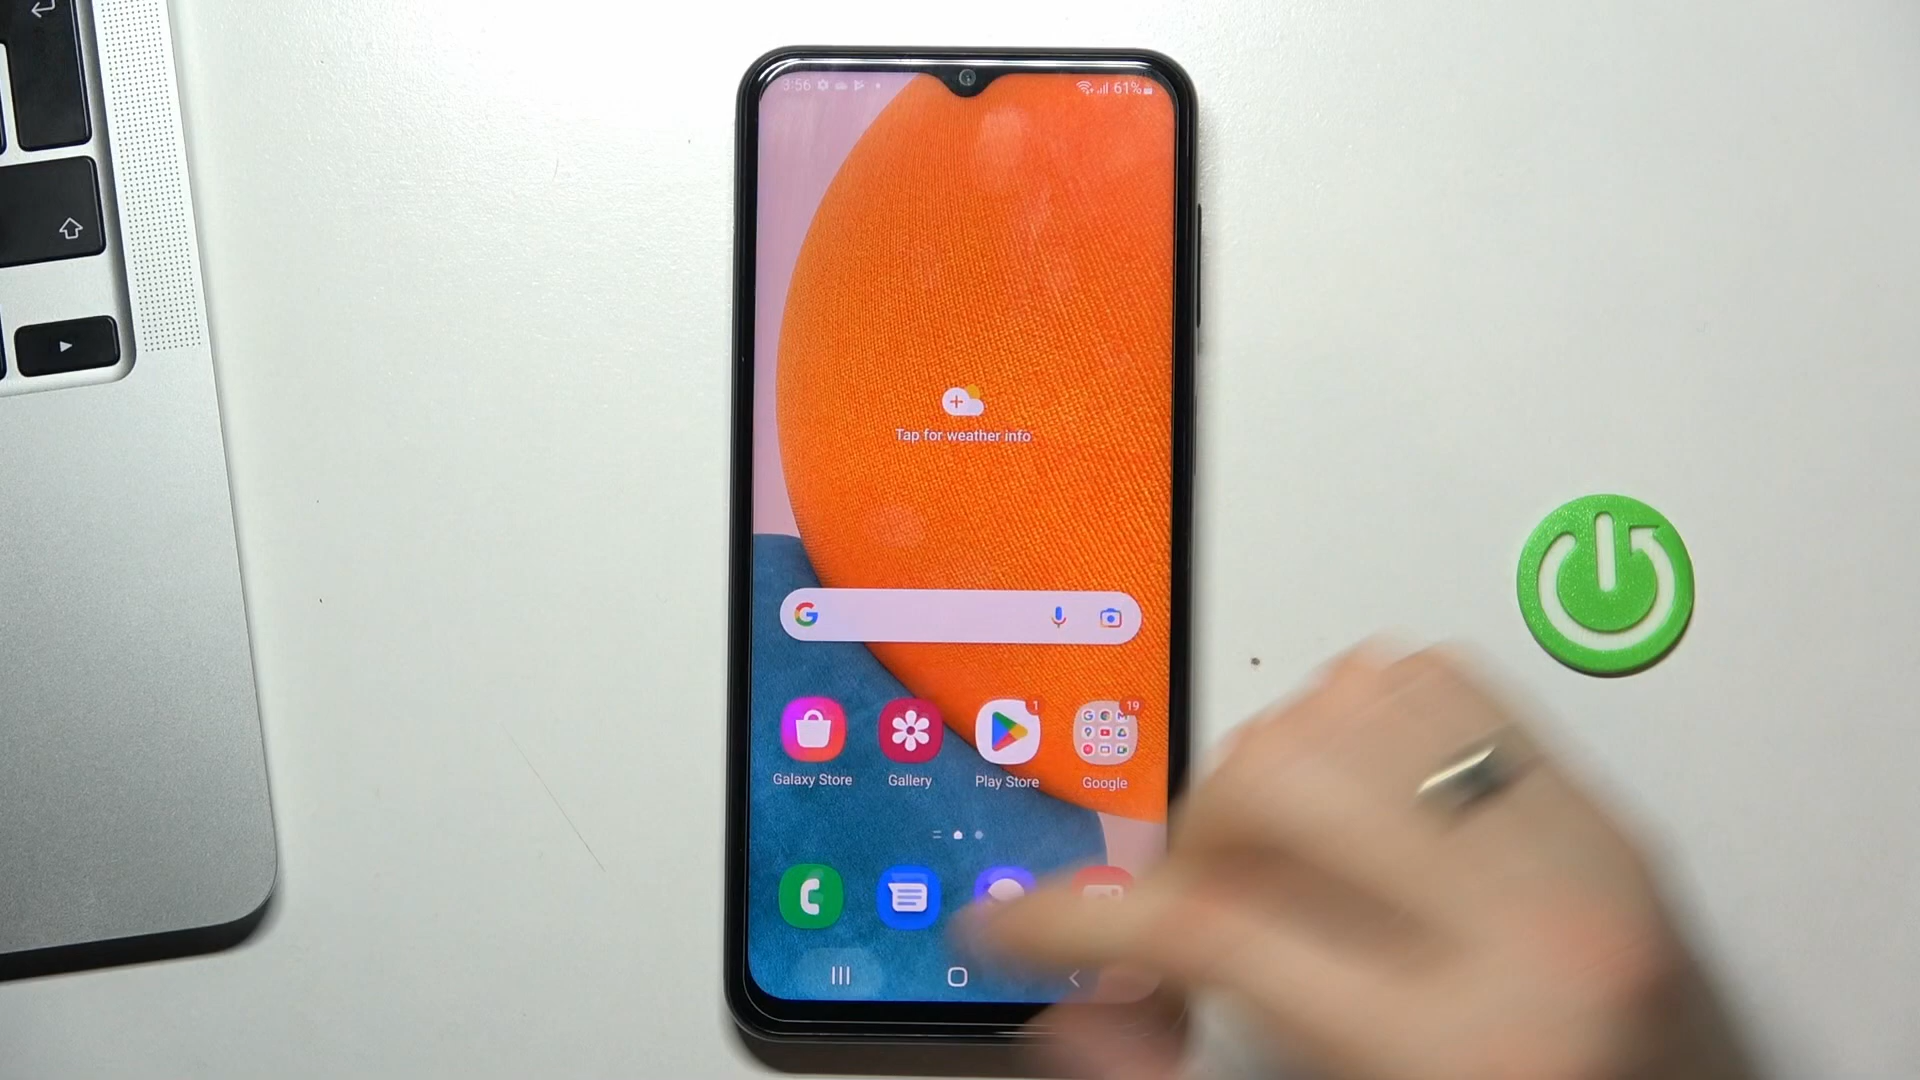 3:56
61%
Tap for weather info
G
1
19
Galaxy Store
Gallery
Play Store
Google